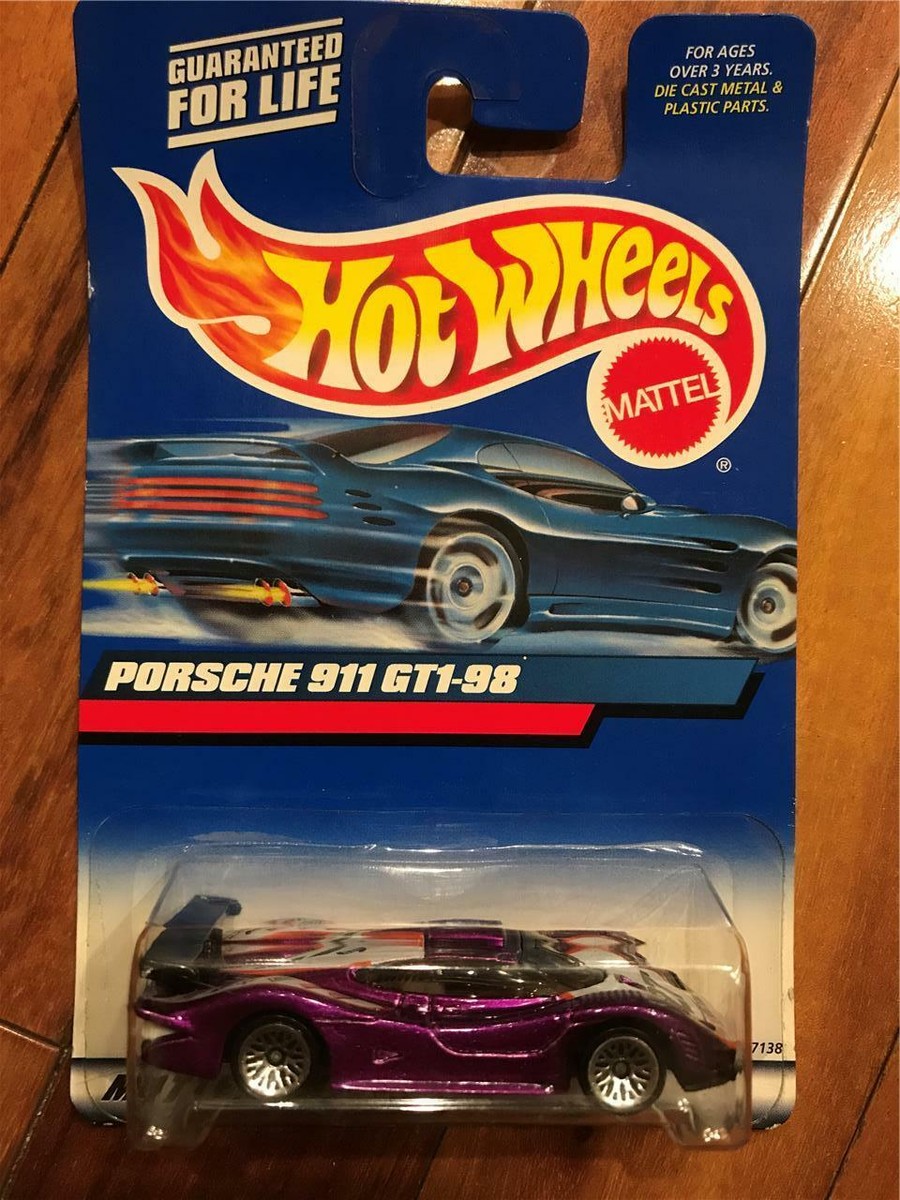 GUARANTEED
FOR LIFE
FOR AGES
OVER 3 YEARS.
DIE CAST METAL &
PLASTIC PARTS.
HOT WHEELS
MATTEL
®
PORSCHE 911 GT1-98
7138